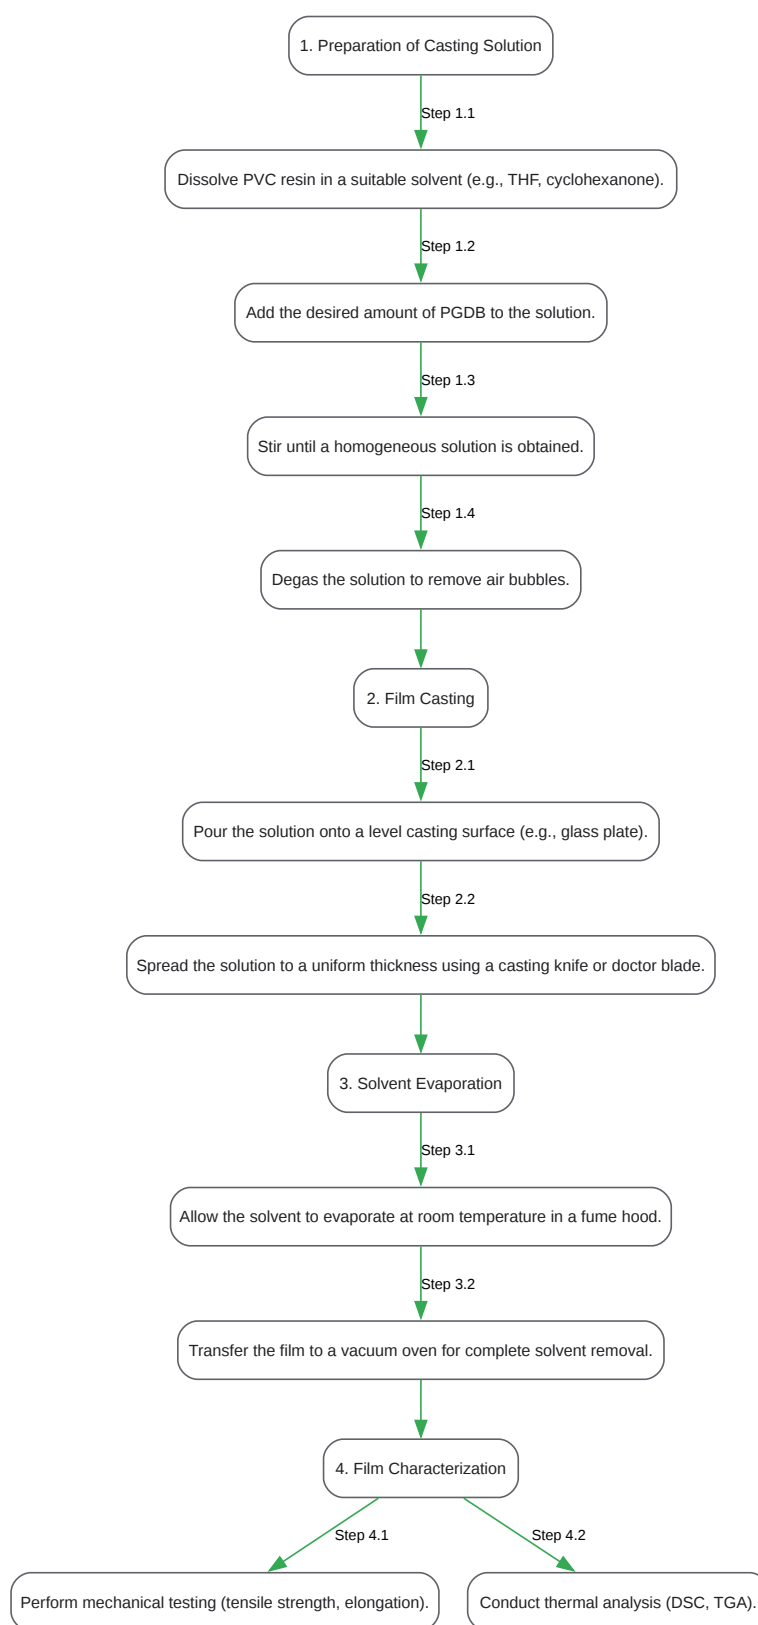 1. Preparation of Casting Solution
Step 1.1
Dissolve PVC resin in a suitable solvent (e.g., THF, cyclohexanone).
Step 1.2
Add the desired amount of PGDB to the solution.
Step 1.3
Stir until a homogeneous solution is obtained.
Step 1.4
Degas the solution to remove air bubbles.
2. Film Casting
Step 2.1
Pour the solution onto a level casting surface (e.g., glass plate).
Step 2.2
Spread the solution to a uniform thickness using a casting knife or doctor blade.
3. Solvent Evaporation
Step 3.1
Allow the solvent to evaporate at room temperature in a fume hood.
Step 3.2
Transfer the film to a vacuum oven for complete solvent removal.
4. Film Characterization
Step 4.1
Step 4.2
Perform mechanical testing (tensile strength, elongation).
Conduct thermal analysis (DSC, TGA).